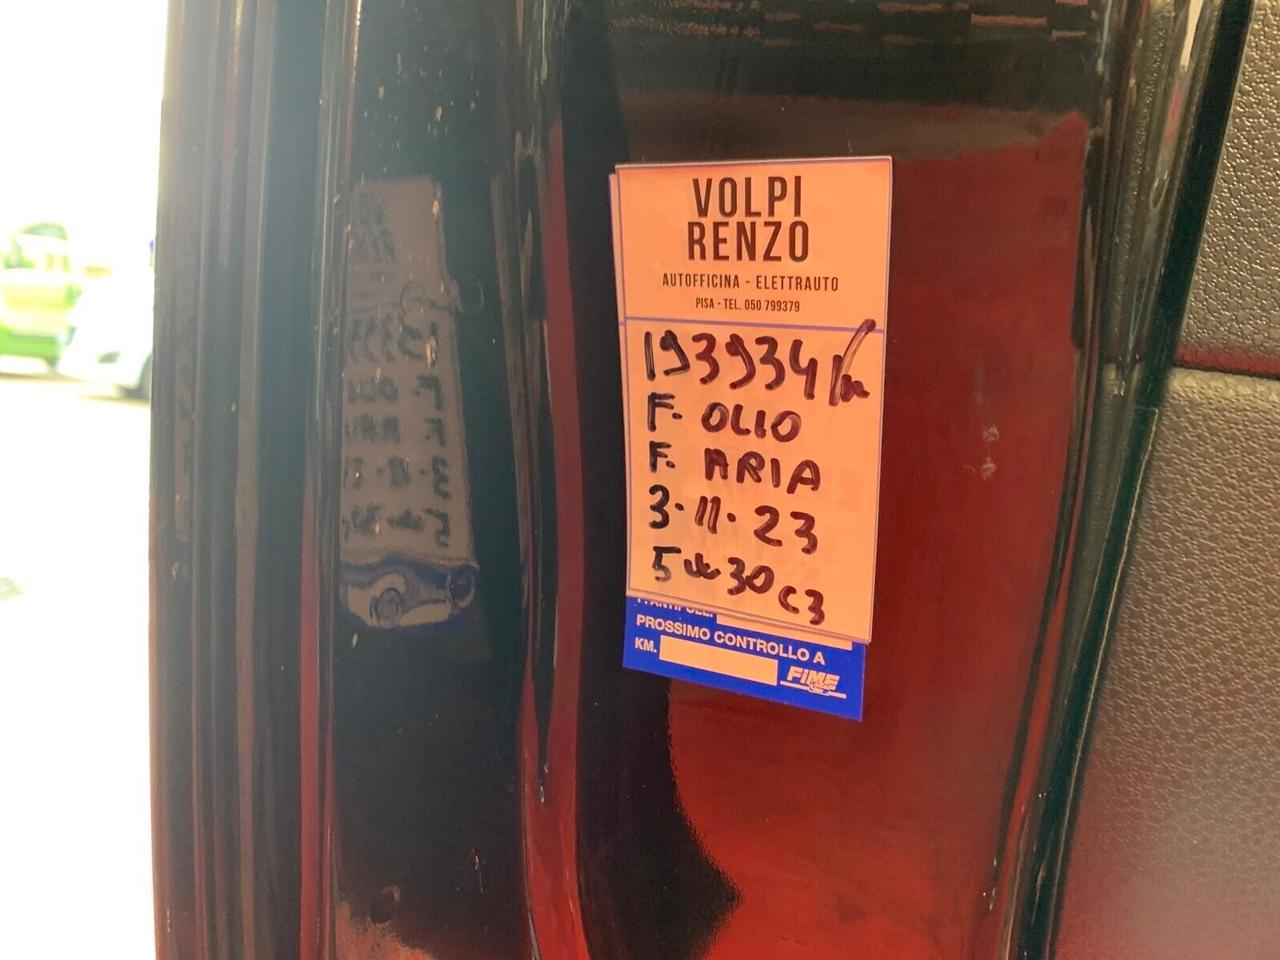 VOLPI
RENZO
AUTOFFICINA - ELETTRAUTO
PISA - TEL. 050 799379
193934 Km
F. OLIO
F. ARIA
3·11·23
5w30 C3
PROSSIMO CONTROLLO A
KM.
FIME